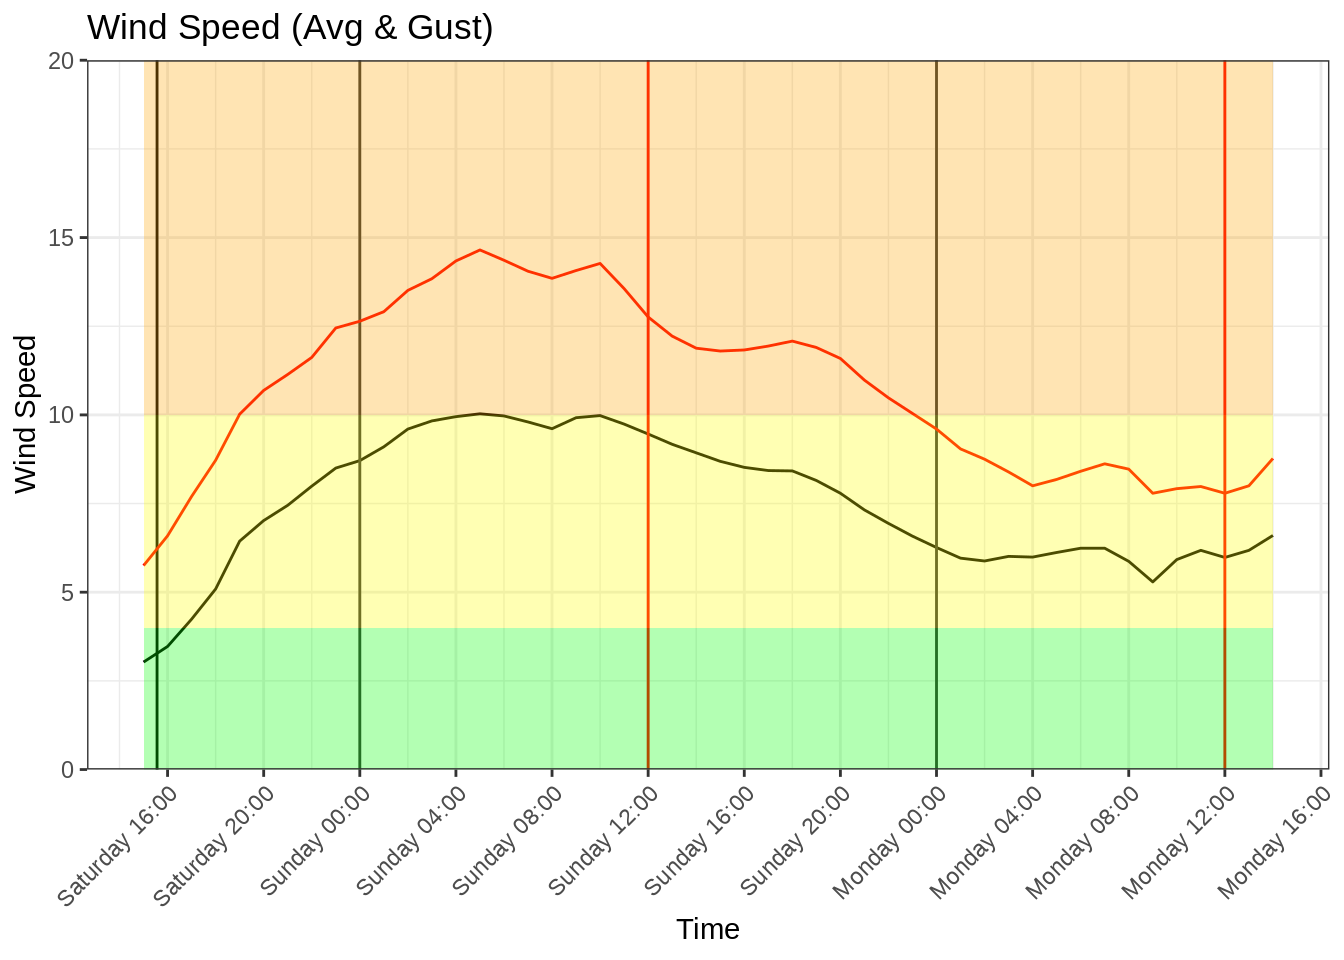 Wind Speed (Avg & Gust)
20
15
10
5
0
Wind Speed
Saturday 16:00
Saturday 20:00
Sunday 00:00
Sunday 04:00
Sunday 08:00
Sunday 12:00
Sunday 16:00
Sunday 20:00
Monday 00:00
Monday 04:00
Monday 08:00
Monday 12:00
Monday 16:00
Time